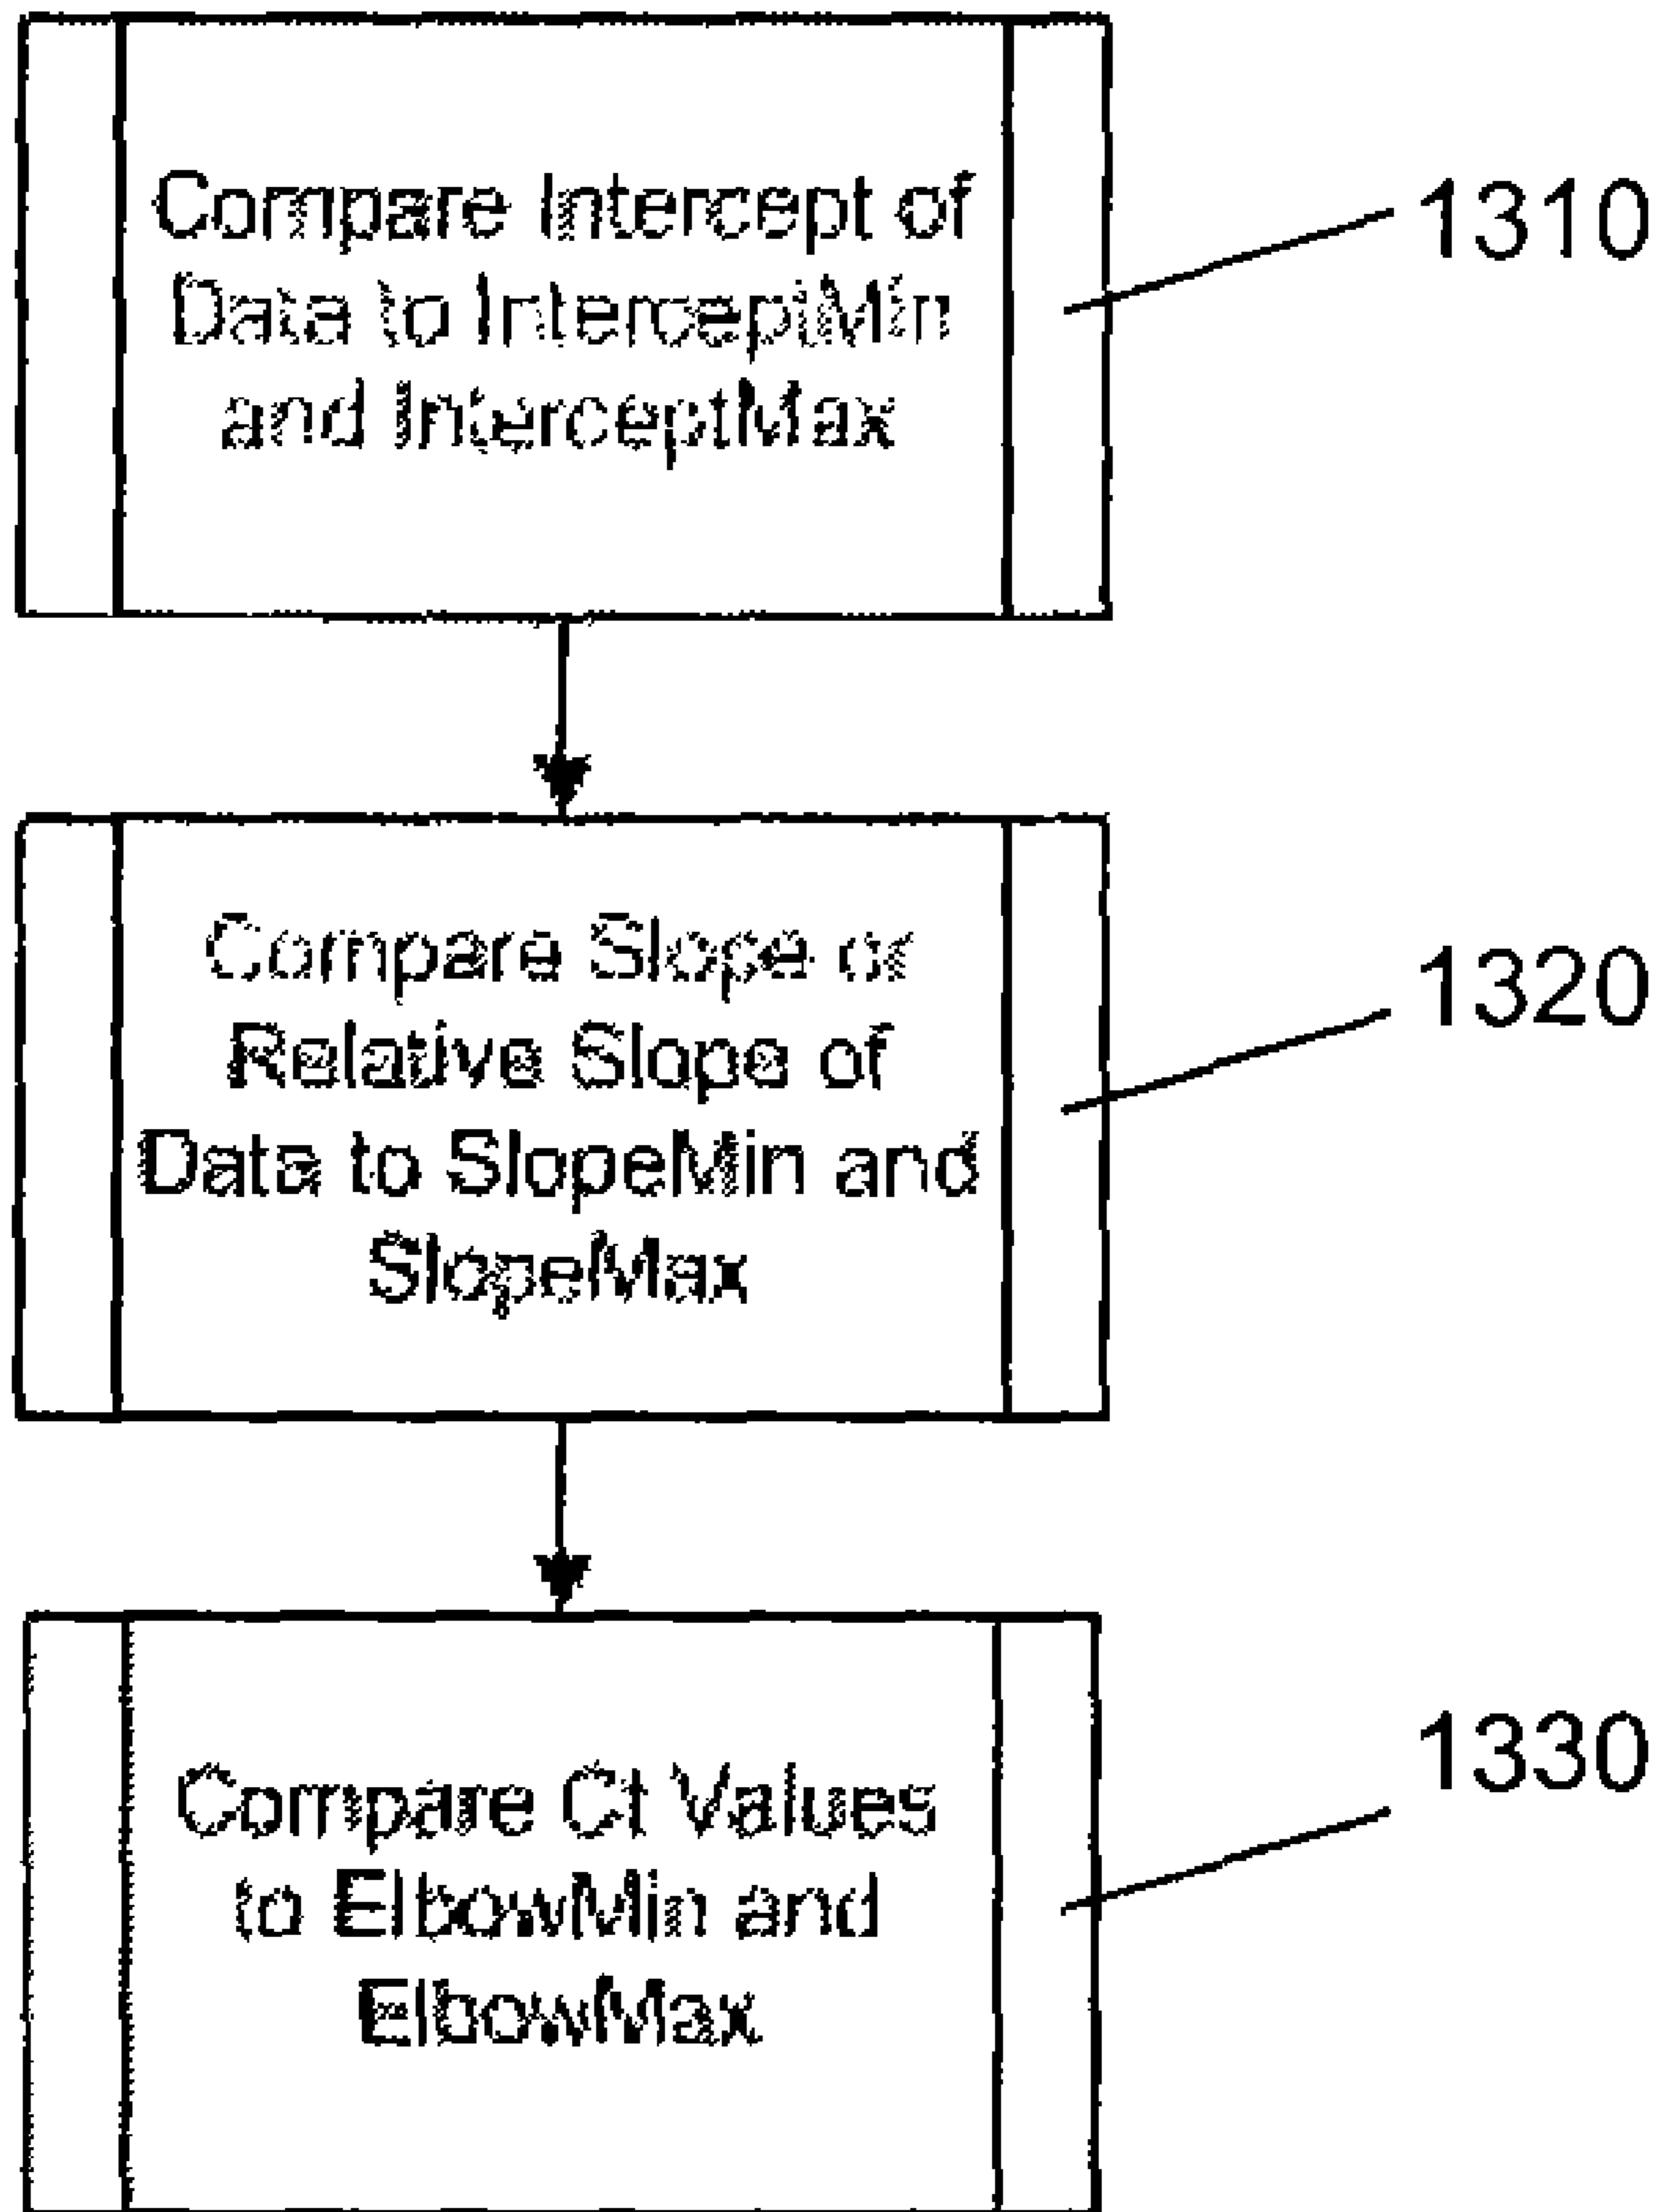 Compare Intercept of
Data to InterceptMin
and InterceptMax
1310
Compare Slope or
Relative Slope of
Data to SlopeMin and
SlopeMax
1320
Compare Ct Values
to ElbowMin and
ElbowMax
1330